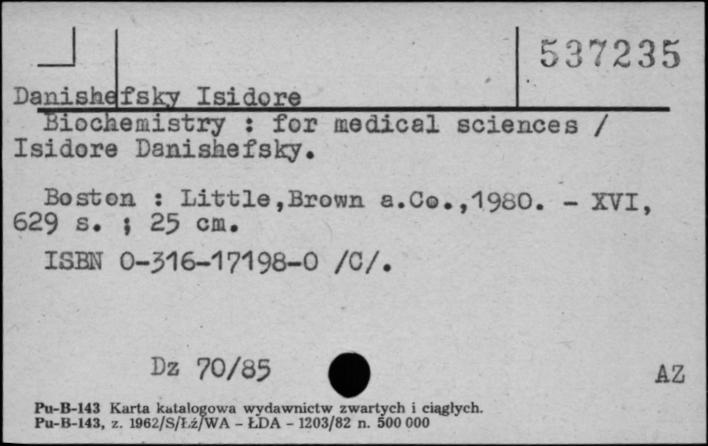 537235
Danishefsky Isidore
Biochemistry : for medical sciences /
Isidore Danishefsky.
Boston : Little,Brown a.Co.,1980. - XVI,
629 s. ; 25 cm.
ISBN 0-316-17198-0 /C/.
Dz 70/85
AZ
Pu-B-143 Karta katalogowa wydawnictw zwartych i ciągłych.
Pu-B-143, z. 1962/S/Łź/WA - ŁDA - 1203/82 n. 500 000